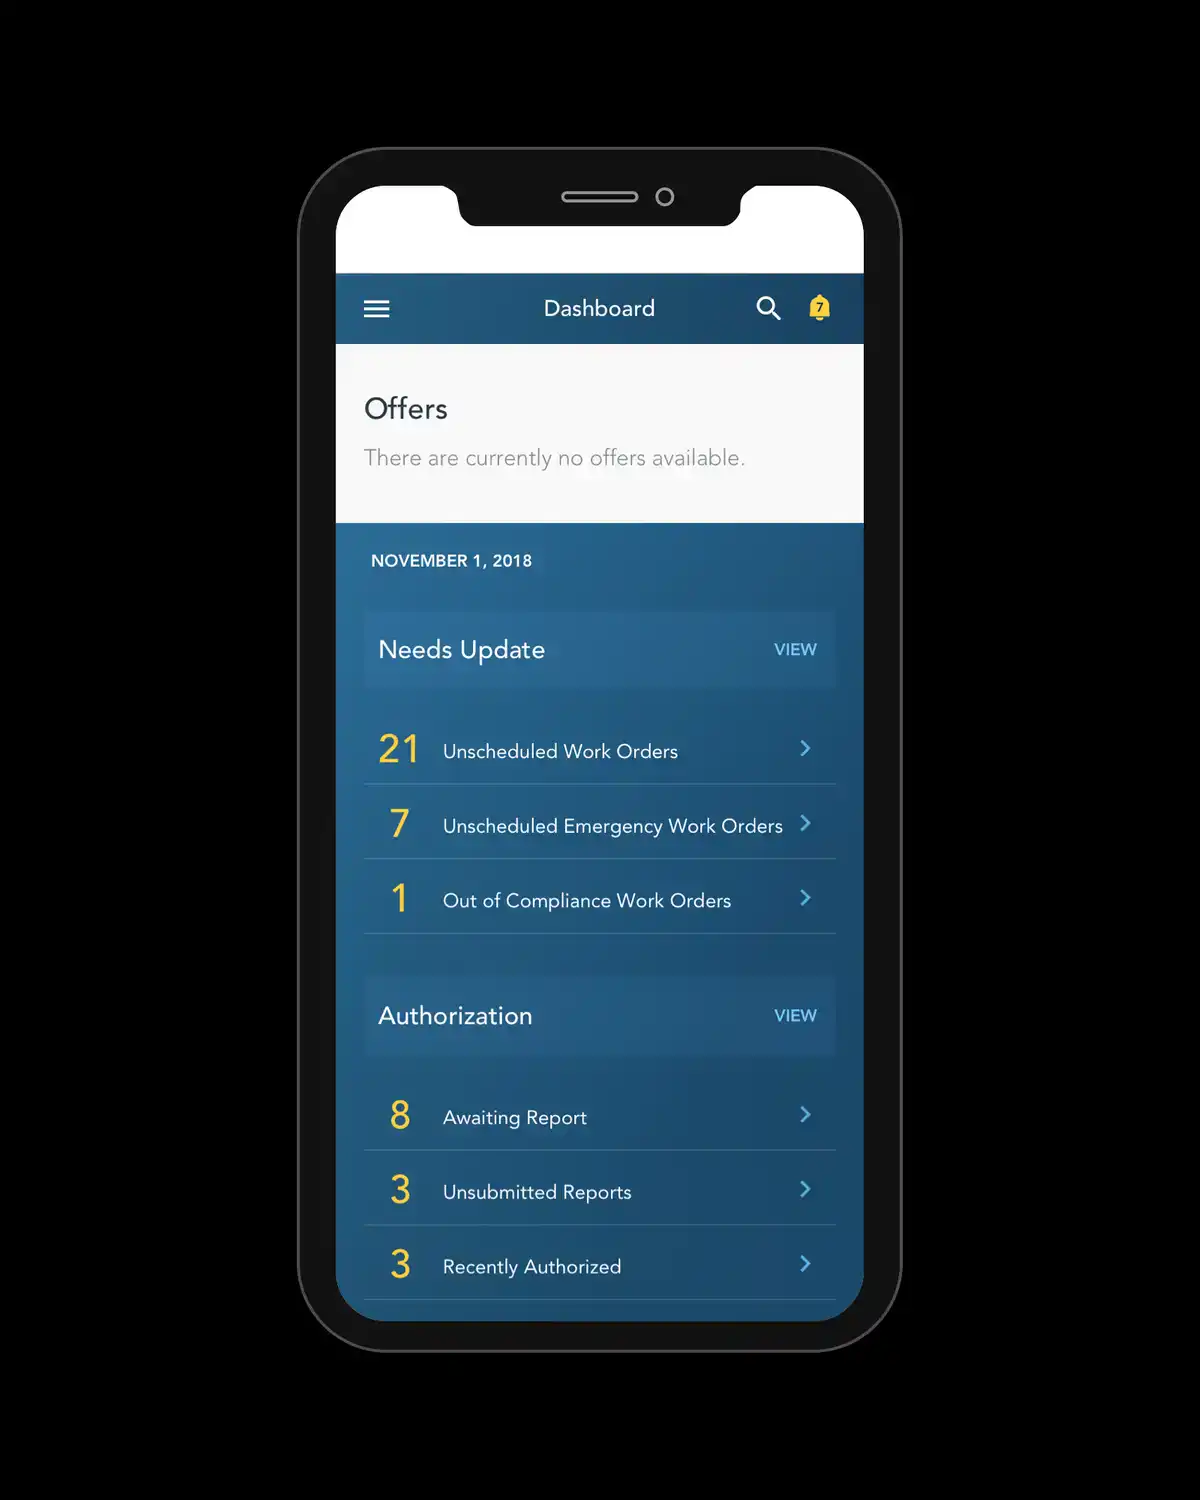 Dashboard
7
Offers
There are currently no offers available.
NOVEMBER 1, 2018
Needs Update VIEW
21 Unscheduled Work Orders
7 Unscheduled Emergency Work Orders
1 Out of Compliance Work Orders
Authorization VIEW
8 Awaiting Report
3 Unsubmitted Reports
3 Recently Authorized